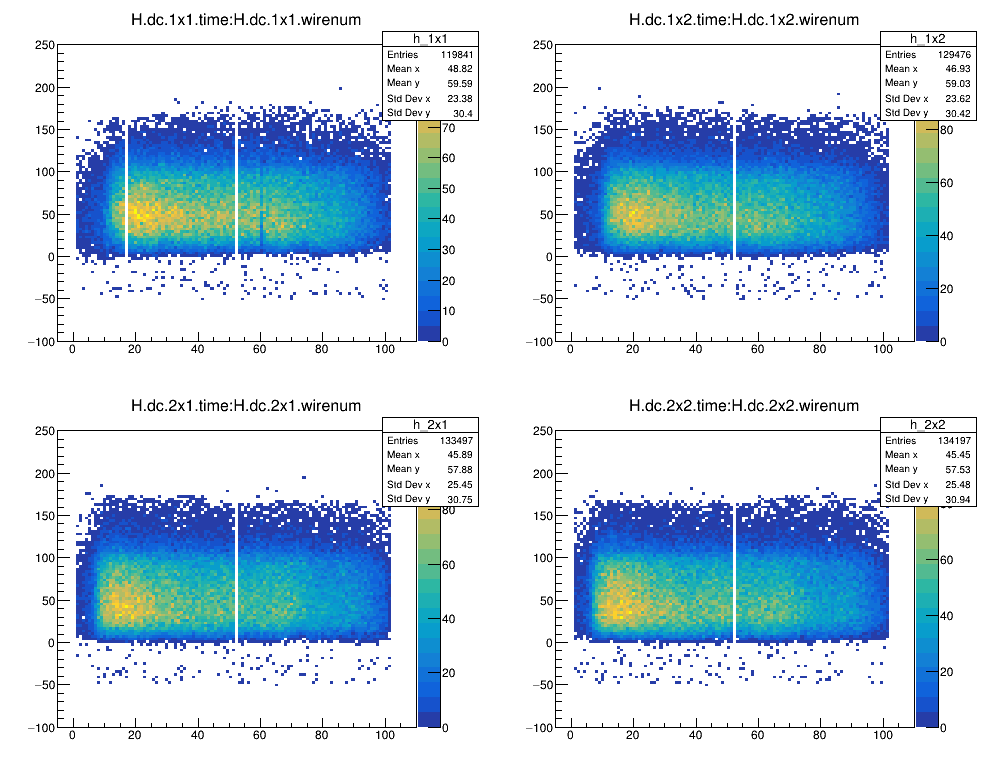 H.dc.1x1.time:H.dc.1x1.wirenum
h_1x1
Entries 119841
Mean x 48.82
Mean y 59.59
Std Dev x 23.38
Std Dev y 30.4
250
200
150
100
50
0
−50
−100
0 20 40 60 80 100
70
60
50
40
30
20
10
0
H.dc.1x2.time:H.dc.1x2.wirenum
h_1x2
Entries 129476
Mean x 46.93
Mean y 59.03
Std Dev x 23.62
Std Dev y 30.42
250
200
150
100
50
0
−50
−100
0 20 40 60 80 100
80
60
40
20
0
H.dc.2x1.time:H.dc.2x1.wirenum
h_2x1
Entries 133497
Mean x 45.89
Mean y 57.88
Std Dev x 25.45
Std Dev y 30.75
250
200
150
100
50
0
−50
−100
0 20 40 60 80 100
80
60
40
20
0
H.dc.2x2.time:H.dc.2x2.wirenum
h_2x2
Entries 134197
Mean x 45.45
Mean y 57.53
Std Dev x 25.48
Std Dev y 30.94
250
200
150
100
50
0
−50
−100
0 20 40 60 80 100
60
40
20
0